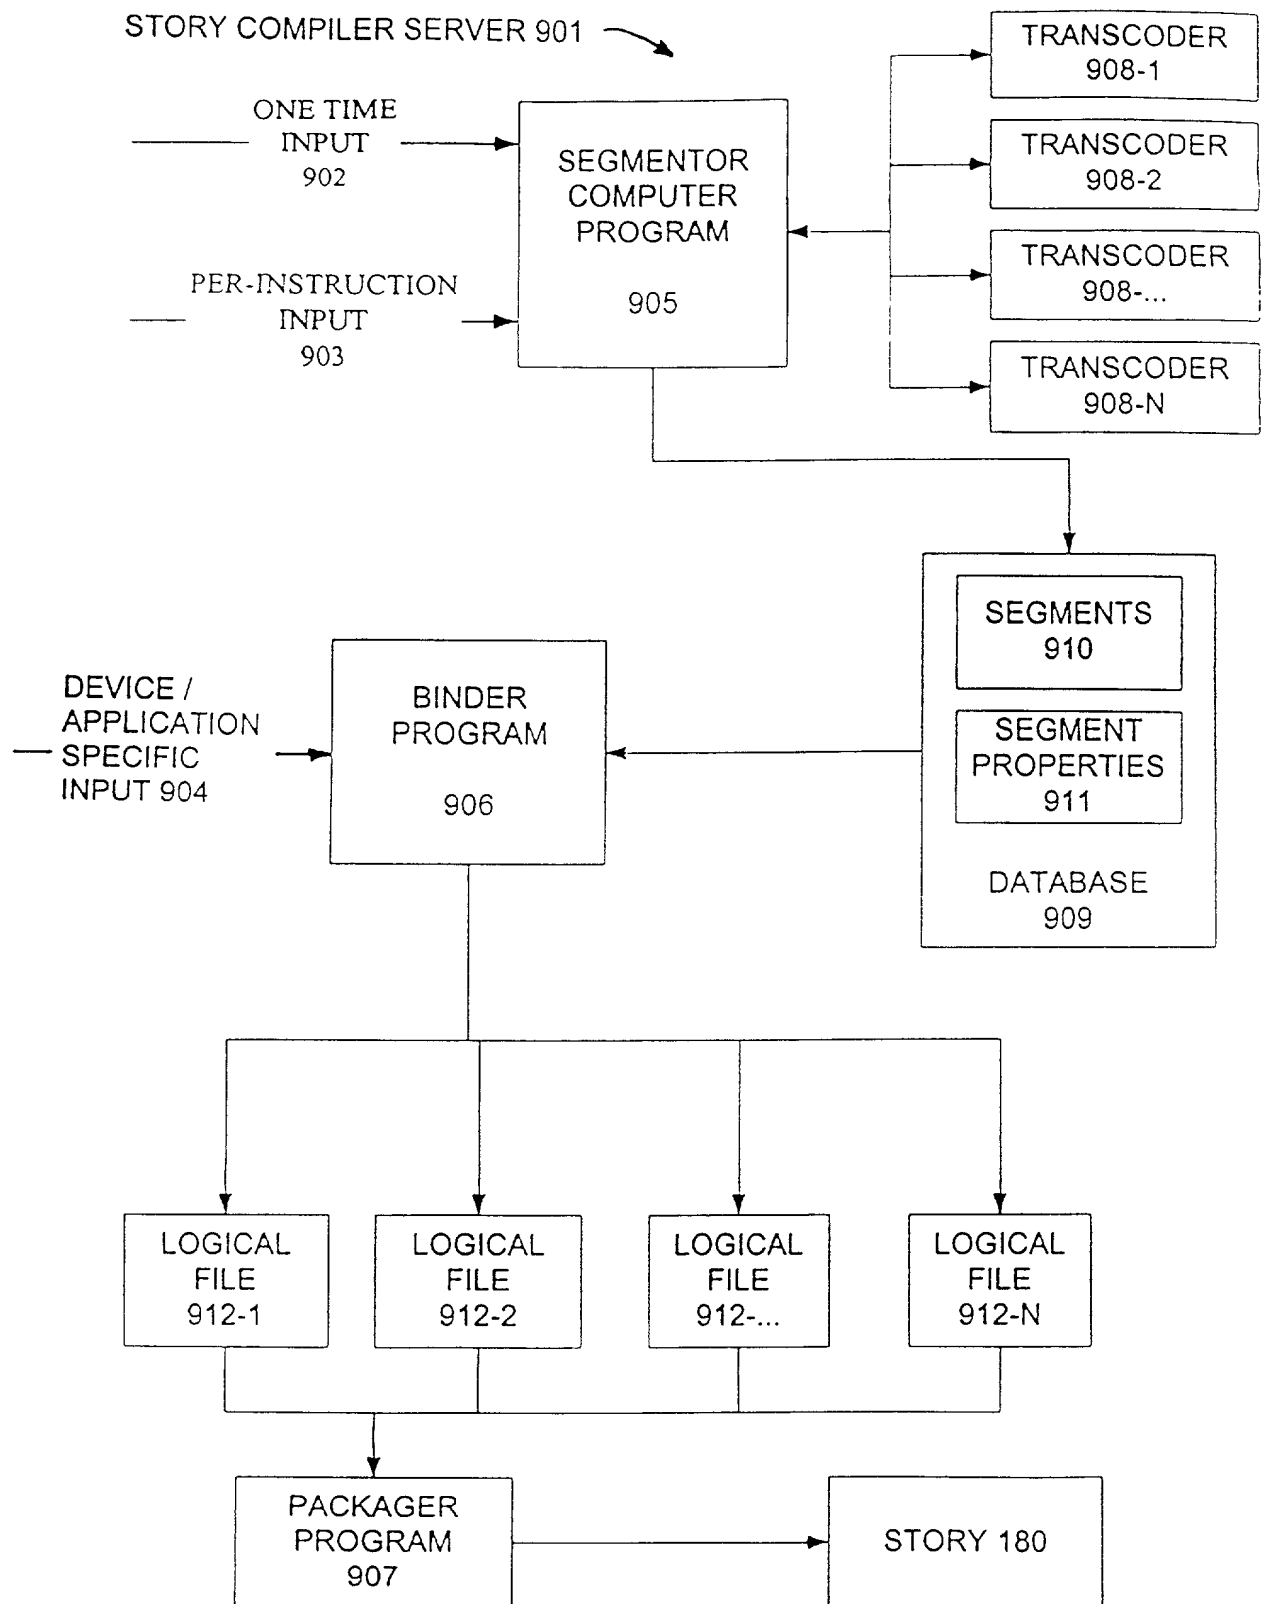 STORY COMPILER SERVER 901
ONE TIME
INPUT
902
PER-INSTRUCTION
INPUT
903
SEGMENTOR
COMPUTER
PROGRAM
905
TRANSCODER
908-1
TRANSCODER
908-2
TRANSCODER
908-...
TRANSCODER
908-N
SEGMENTS
910
SEGMENT
PROPERTIES
911
DATABASE
909
DEVICE /
APPLICATION
SPECIFIC
INPUT 904
BINDER
PROGRAM
906
LOGICAL
FILE
912-1
LOGICAL
FILE
912-2
LOGICAL
FILE
912-...
LOGICAL
FILE
912-N
PACKAGER
PROGRAM
907
STORY 180